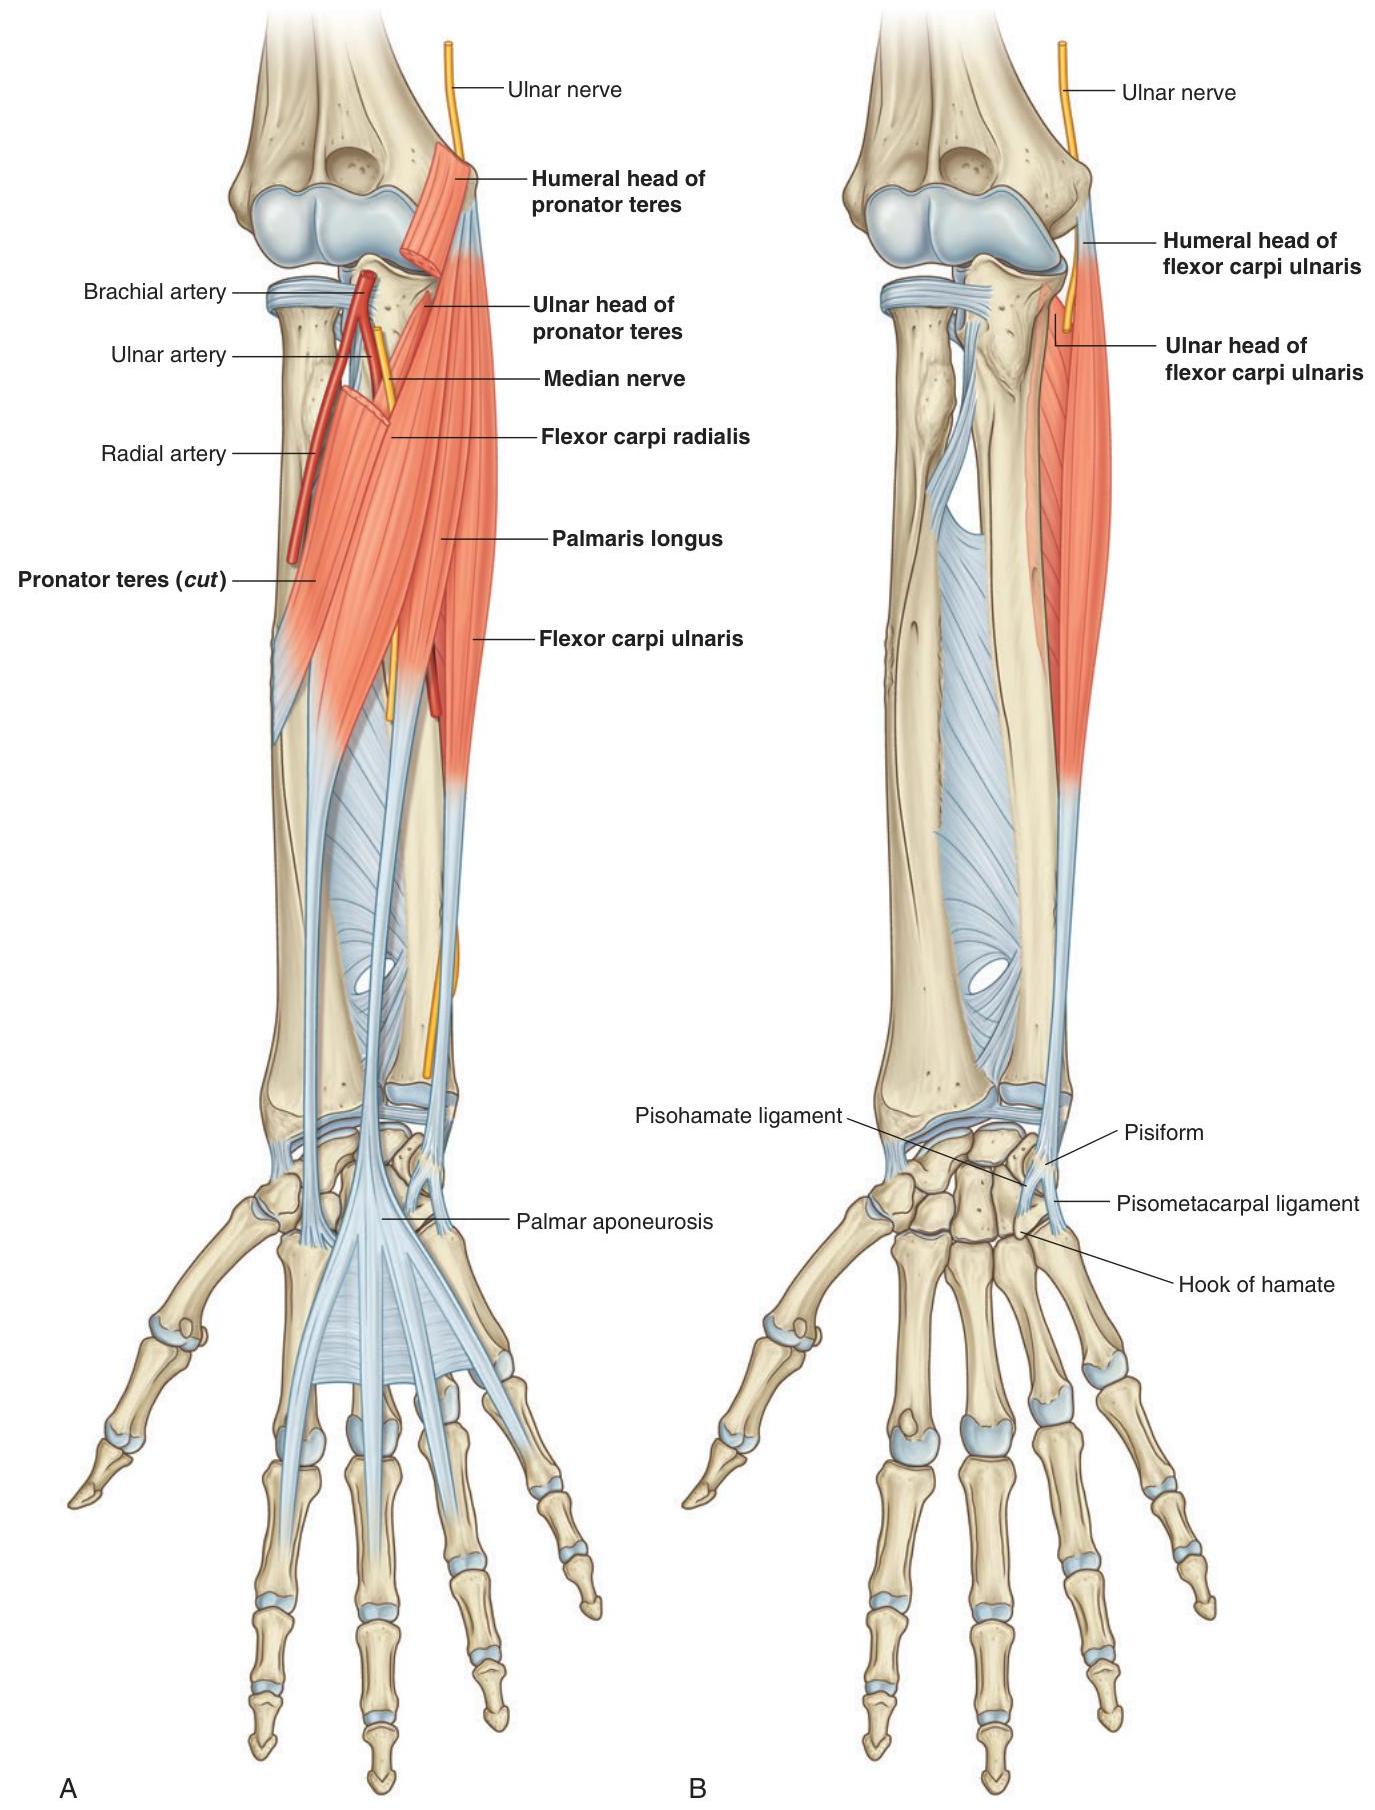 Ulnar nerve
Humeral head of
pronator teres
Brachial artery
Ulnar head of
pronator teres
Ulnar artery
Median nerve
Flexor carpi radialis
Radial artery
Palmaris longus
Pronator teres (cut)
Flexor carpi ulnaris
Palmar aponeurosis
A
Ulnar nerve
Humeral head of
flexor carpi ulnaris
Ulnar head of
flexor carpi ulnaris
Pisohamate ligament
Pisiform
Pisometacarpal ligament
Hook of hamate
B